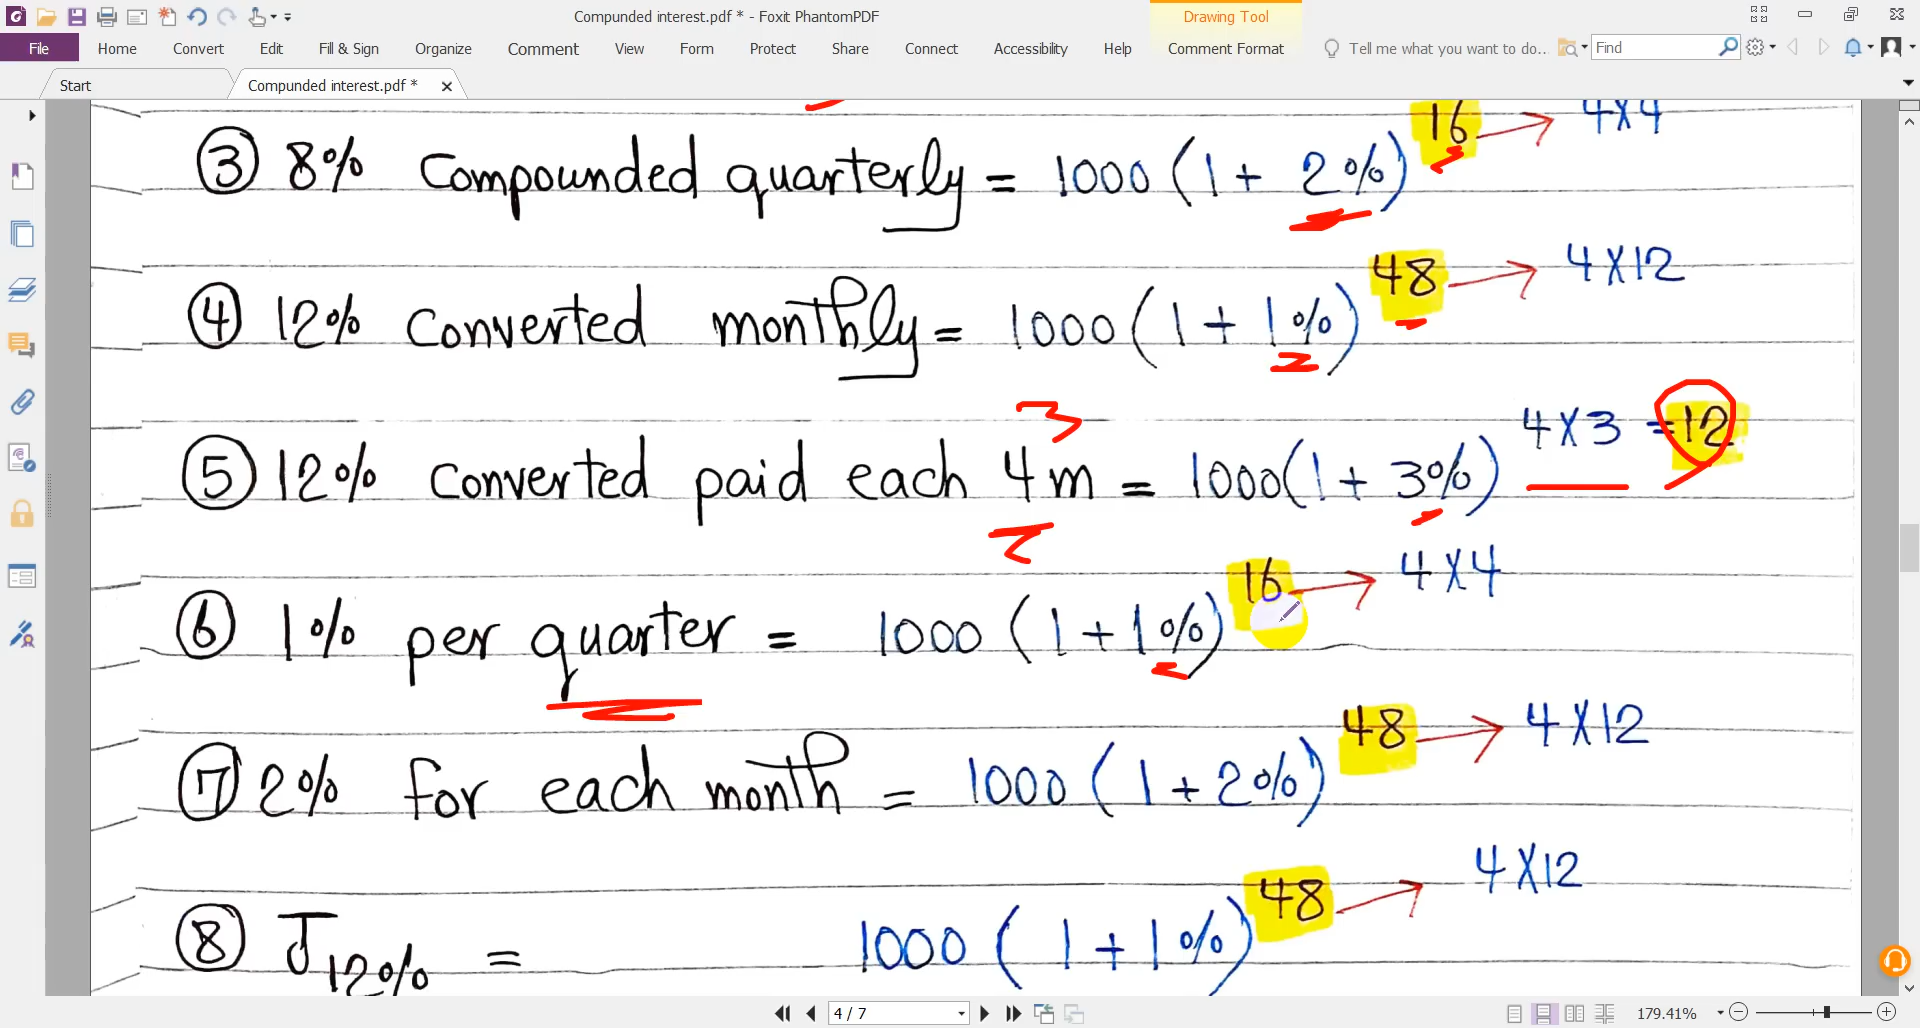 Compunded interest.pdf * - Foxit PhantomPDF
Drawing Tool
File Home Convert Edit Fill & Sign Organize Comment View Form Protect Share Connect Accessibility Help Comment Format Tell me what you want to do... Find
Start Compunded interest.pdf *
③ 8% Compounded quarterly = 1000 (1 + 2%) 16 → 4X4
④ 12% Converted monthly = 1000 (1 + 1%) 48 → 4X12
3
⑤ 12% Converted paid each 4m = 1000(1 + 3%) 4X3 = 12
⑥ 1% per quarter = 1000 (1 + 1%) 16 → 4X4
⑦ 2% for each month = 1000 (1 + 2%) 48 → 4X12
⑧ J12% = 1000 (1 + 1%) 48 → 4X12
4 / 7 179.41%